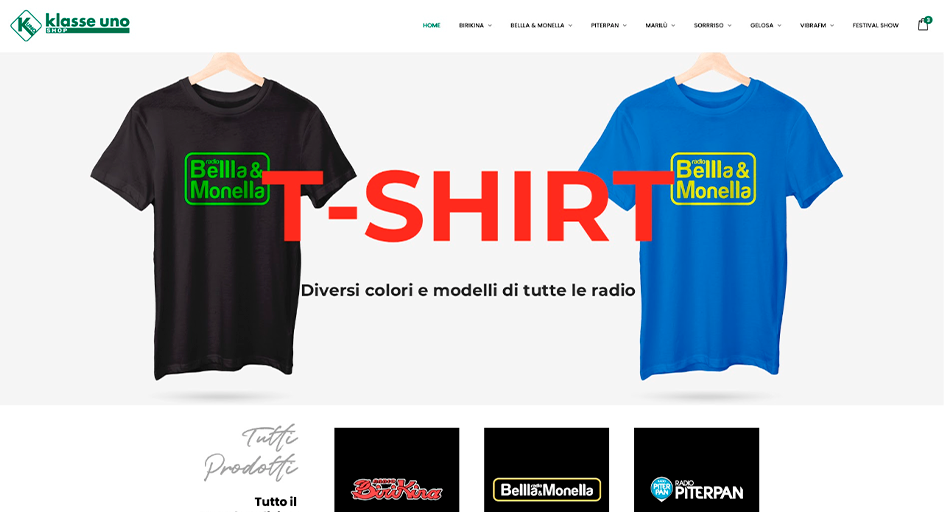 klasse uno
SHOP
HOME
BIRIKINA
BELLLA & MONELLA
PITERPAN
MARILÙ
SORRRISO
GELOSA
VIBRAFM
FESTIVAL SHOW
radio
Bellla &
Monella
radio
Bellla &
Monella
T-SHIRT
Diversi colori e modelli di tutte le radio
Tutti
Prodotti
Tutto il
RADIO
BiRiKina
Bellla & Monella
PITER
PAN
RADIO
PITERPAN